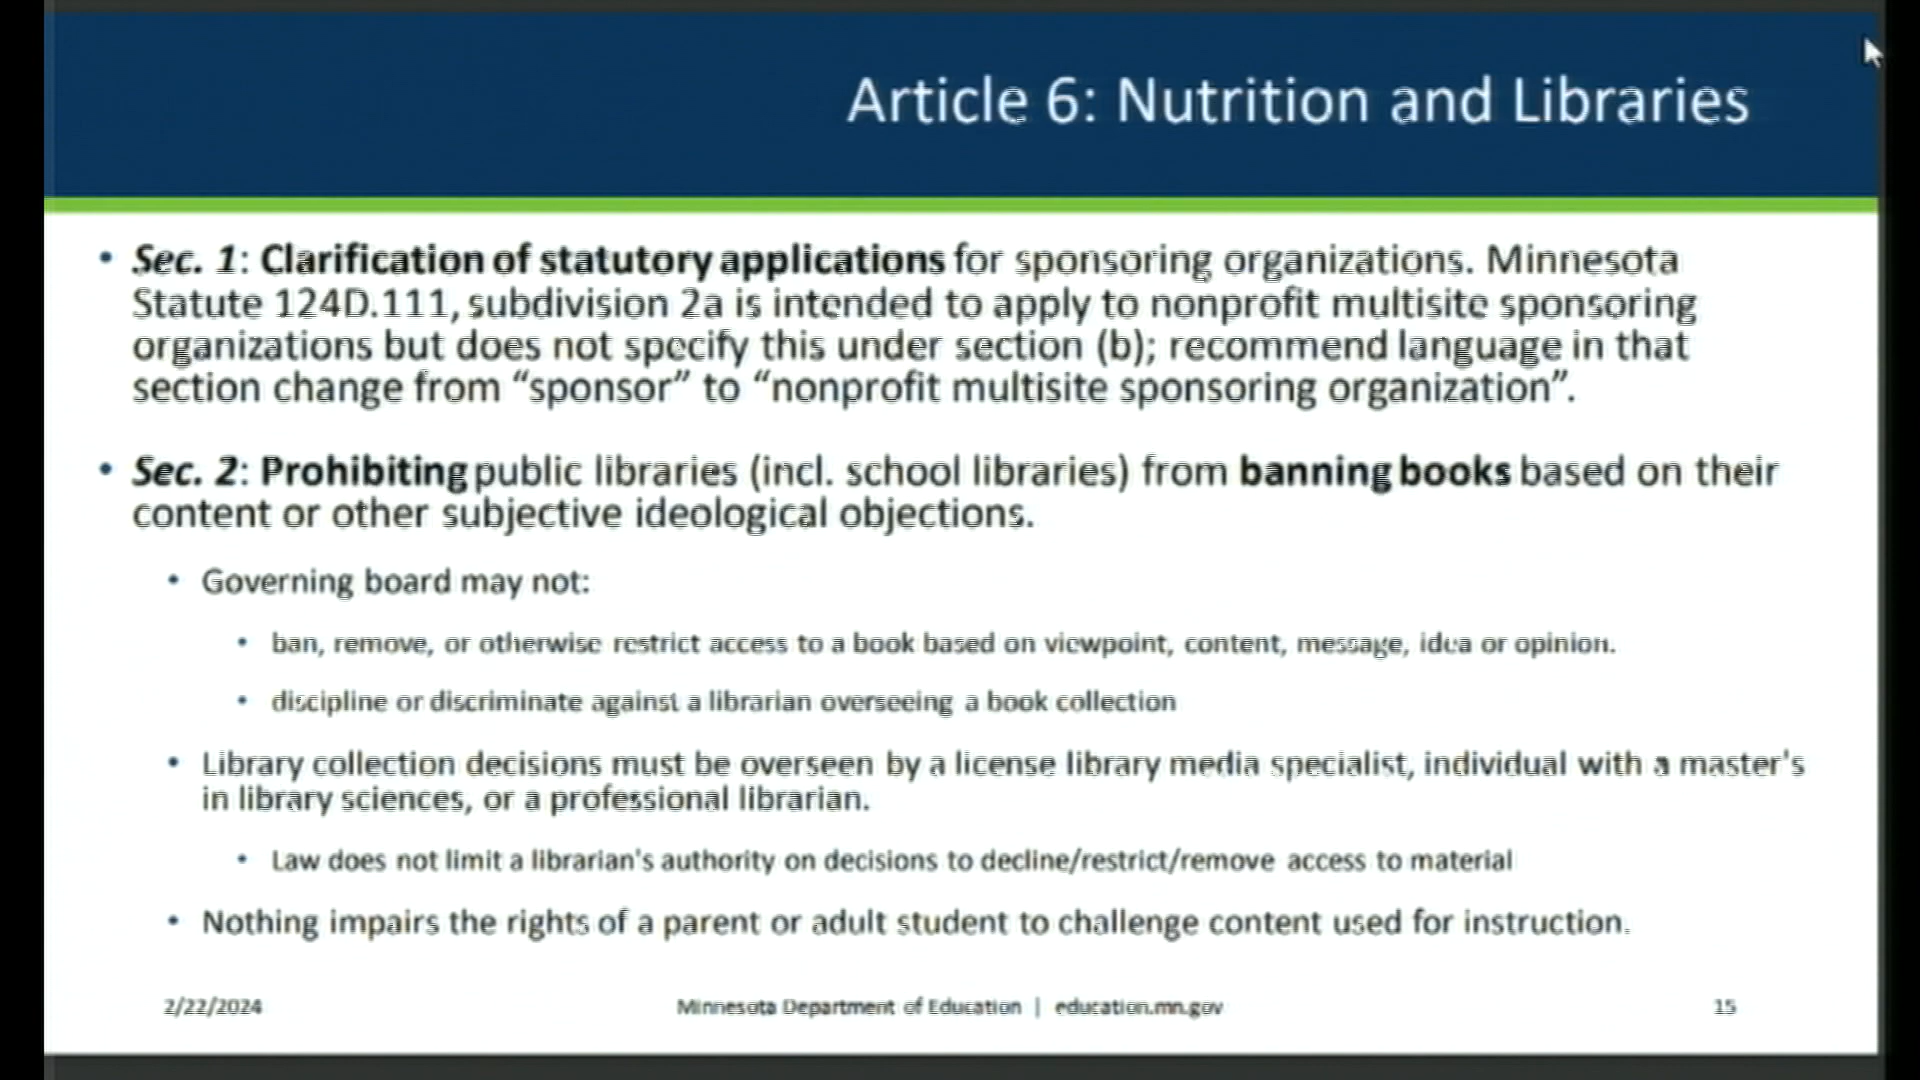 Article 6: Nutrition and Libraries
• Sec. 1: Clarification of statutory applications for sponsoring organizations. Minnesota
Statute 124D.111, subdivision 2a is intended to apply to nonprofit multisite sponsoring
organizations but does not specify this under section (b); recommend language in that
section change from “sponsor” to “nonprofit multisite sponsoring organization”.
• Sec. 2: Prohibiting public libraries (incl. school libraries) from banning books based on their
content or other subjective ideological objections.
• Governing board may not:
• ban, remove, or otherwise restrict access to a book based on viewpoint, content, message, idea or opinion.
• discipline or discriminate against a librarian overseeing a book collection
• Library collection decisions must be overseen by a license library media specialist, individual with a master's
in library sciences, or a professional librarian.
• Law does not limit a librarian's authority on decisions to decline/restrict/remove access to material
• Nothing impairs the rights of a parent or adult student to challenge content used for instruction.
2/22/2024
Minnesota Department of Education | education.mn.gov
15